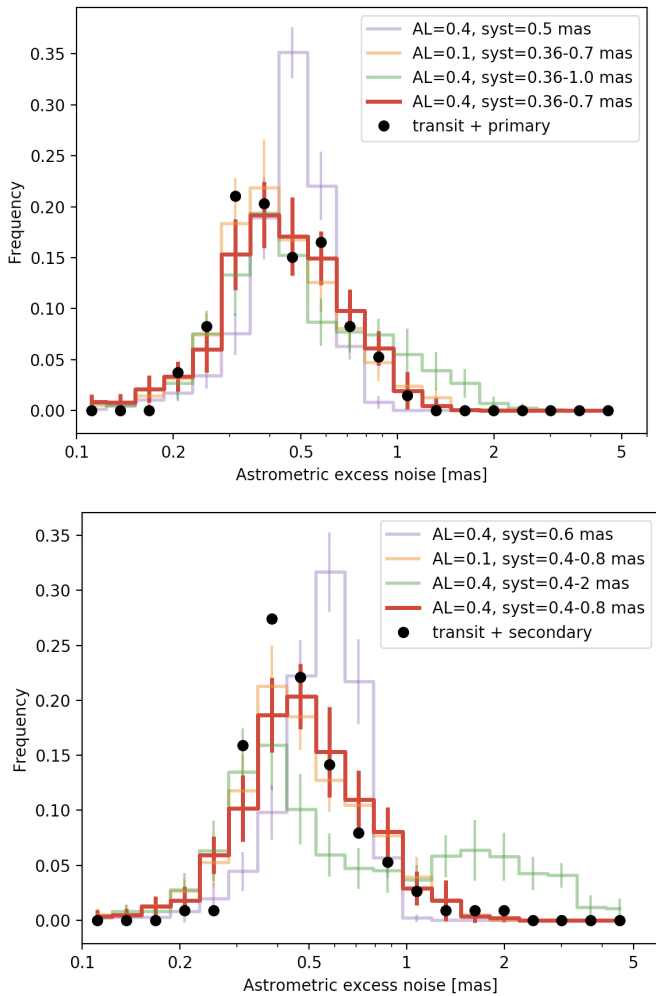 AL=0.4, syst=0.5 mas
AL=0.1, syst=0.36-0.7 mas
AL=0.4, syst=0.36-1.0 mas
AL=0.4, syst=0.36-0.7 mas
transit + primary
0.35
0.30
0.25
0.20
0.15
0.10
0.05
0.00
Frequency
0.1
0.2
0.5
1
2
5
Astrometric excess noise [mas]
AL=0.4, syst=0.6 mas
AL=0.1, syst=0.4-0.8 mas
AL=0.4, syst=0.4-2 mas
AL=0.4, syst=0.4-0.8 mas
transit + secondary
0.35
0.30
0.25
0.20
0.15
0.10
0.05
0.00
Frequency
0.1
0.2
0.5
1
2
5
Astrometric excess noise [mas]